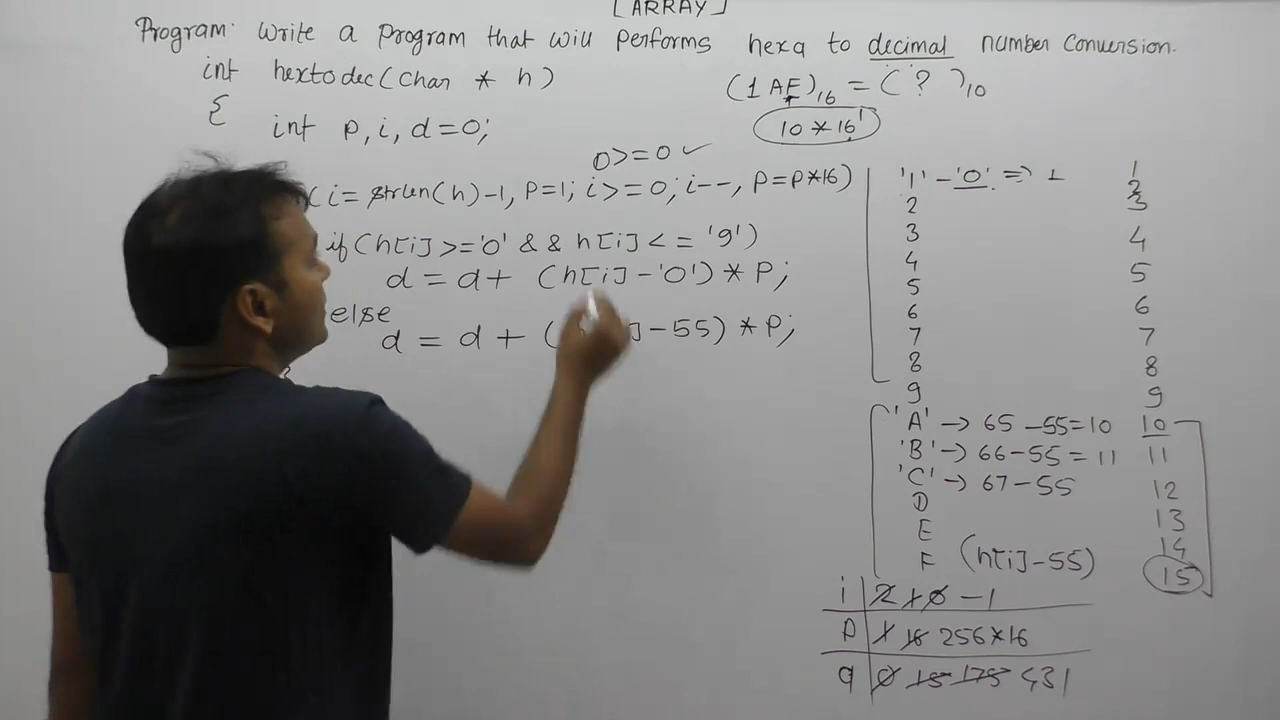 [ARRAY]
Program: Write a program that will performs hexa to decimal number conversion.
int hextodec(char * h)
{
int p, i, d=0;
(1AF)16 = ( ? )10
10 * 16¹
0>=0 ✓
( i= strlen(h)-1, p=1; i>=0; i--, p=p*16)
if (h[i]>='0' && h[i]<='9')
d = d + (h[i]-'0') * p;
else
d = d + ( ]-55) * p;
'1' - '0' => 1 1
2 2
3 3
4 4
5 5
6 6
7 7
8 8
9 9
'A' -> 65 -55=10 10
'B' -> 66-55=11 11
'C' -> 67-55 12
D 13
E 14
F (h[i]-55) 15
i 2 1 0 -1
p 1 16 256*16
d 0 15 175 431